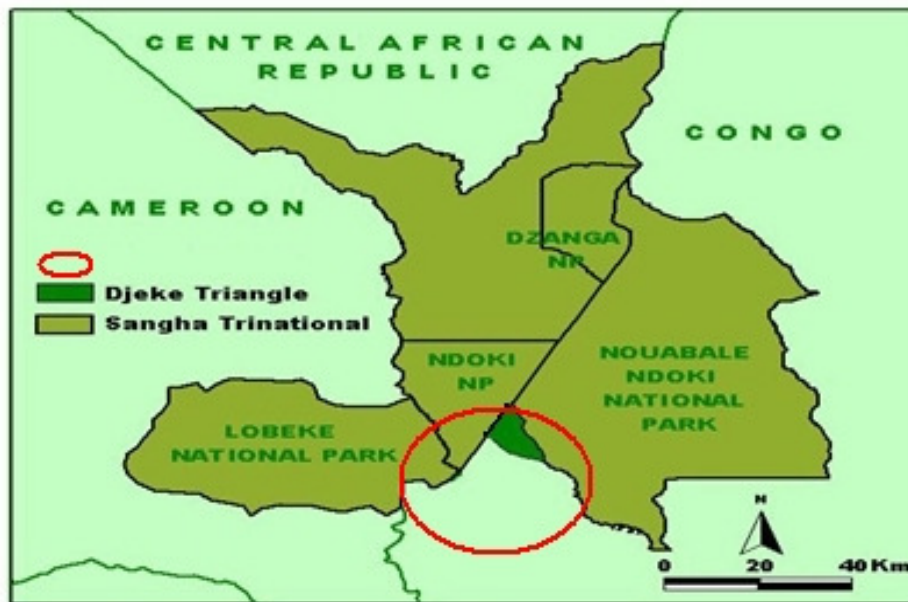 CENTRAL AFRICAN
REPUBLIC
CONGO
CAMEROON
DZANGA
NP
Djeke Triangle
Sangha Trinational
NDOKI
NP
NOUABALE
NDOKI
NATIONAL
PARK
LOBEKE
NATIONAL PARK
N
0 20 40 Km